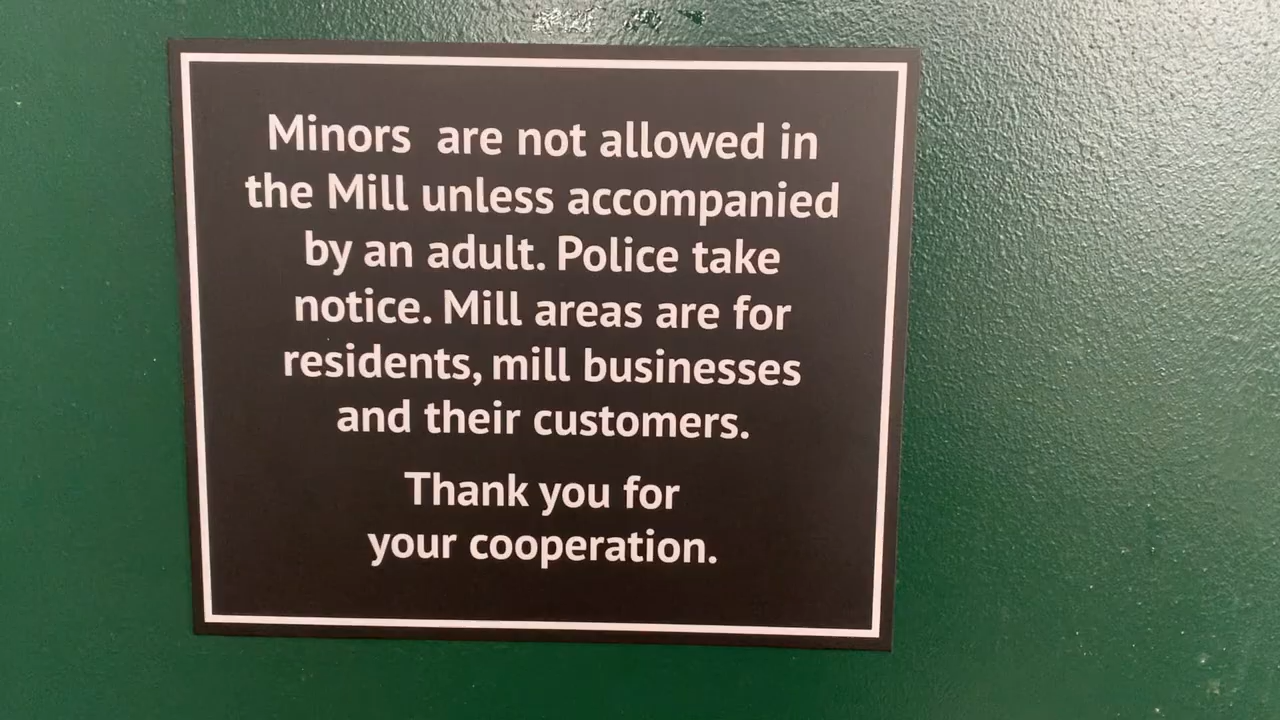 Minors are not allowed in
the Mill unless accompanied
by an adult. Police take
notice. Mill areas are for
residents, mill businesses
and their customers.
Thank you for
your cooperation.